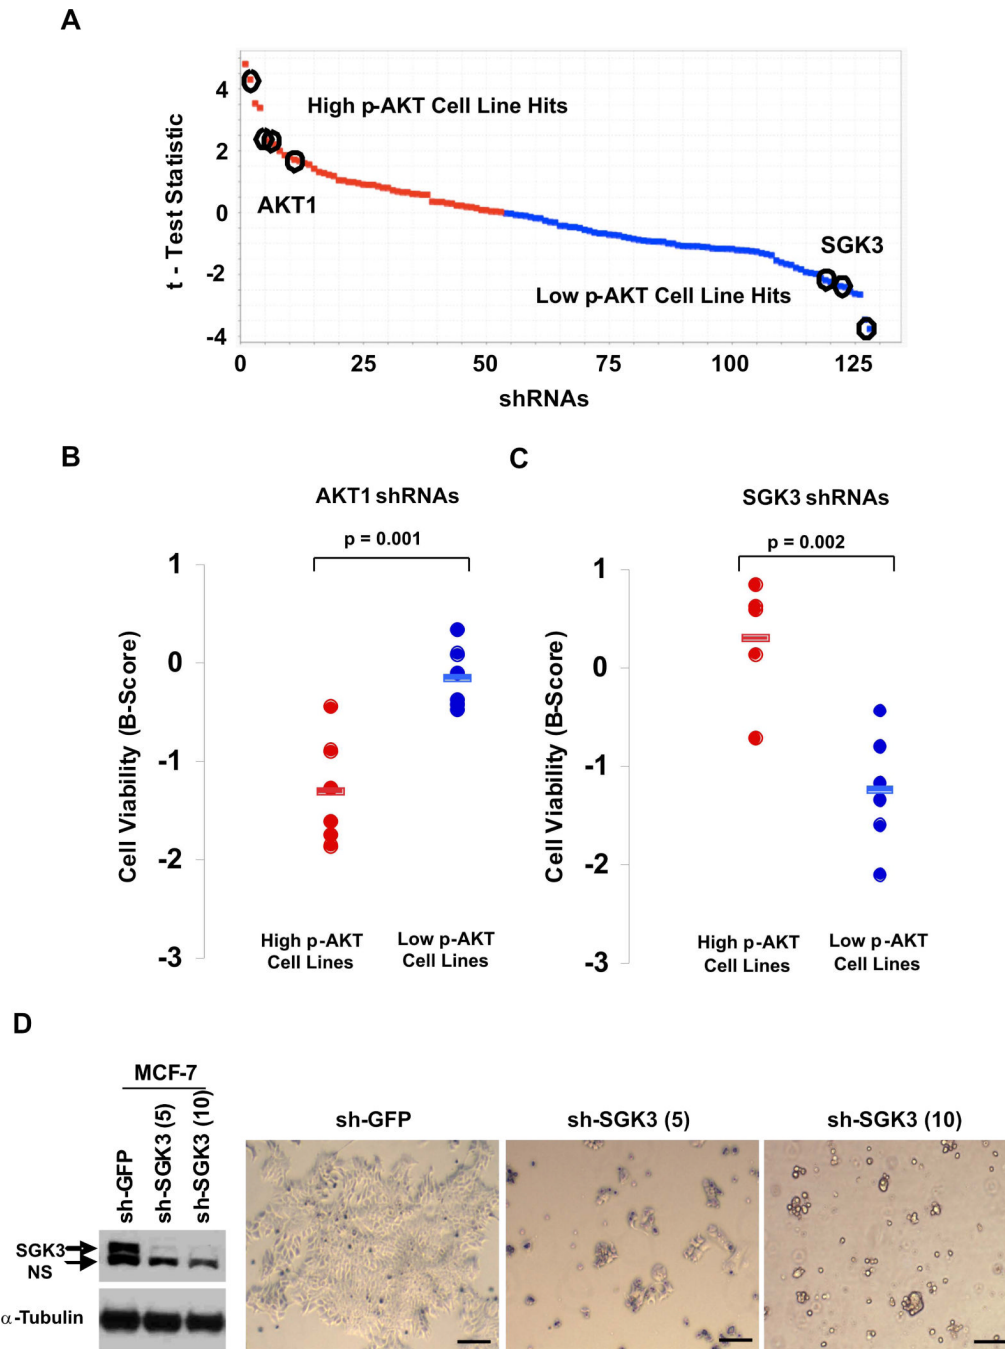 A
4
2
0
-2
-4
t - Test Statistic
High p-AKT Cell Line Hits
AKT1
SGK3
Low p-AKT Cell Line Hits
0 25 50 75 100 125
shRNAs
B
AKT1 shRNAs
p = 0.001
1
0
-1
-2
-3
Cell Viability (B-Score)
High p-AKT
Cell Lines
Low p-AKT
Cell Lines
C
SGK3 shRNAs
p = 0.002
1
0
-1
-2
-3
Cell Viability (B-Score)
High p-AKT
Cell Lines
Low p-AKT
Cell Lines
D
MCF-7
sh-GFP
sh-SGK3 (5)
sh-SGK3 (10)
SGK3
NS
α-Tubulin
sh-GFP
sh-SGK3 (5)
sh-SGK3 (10)